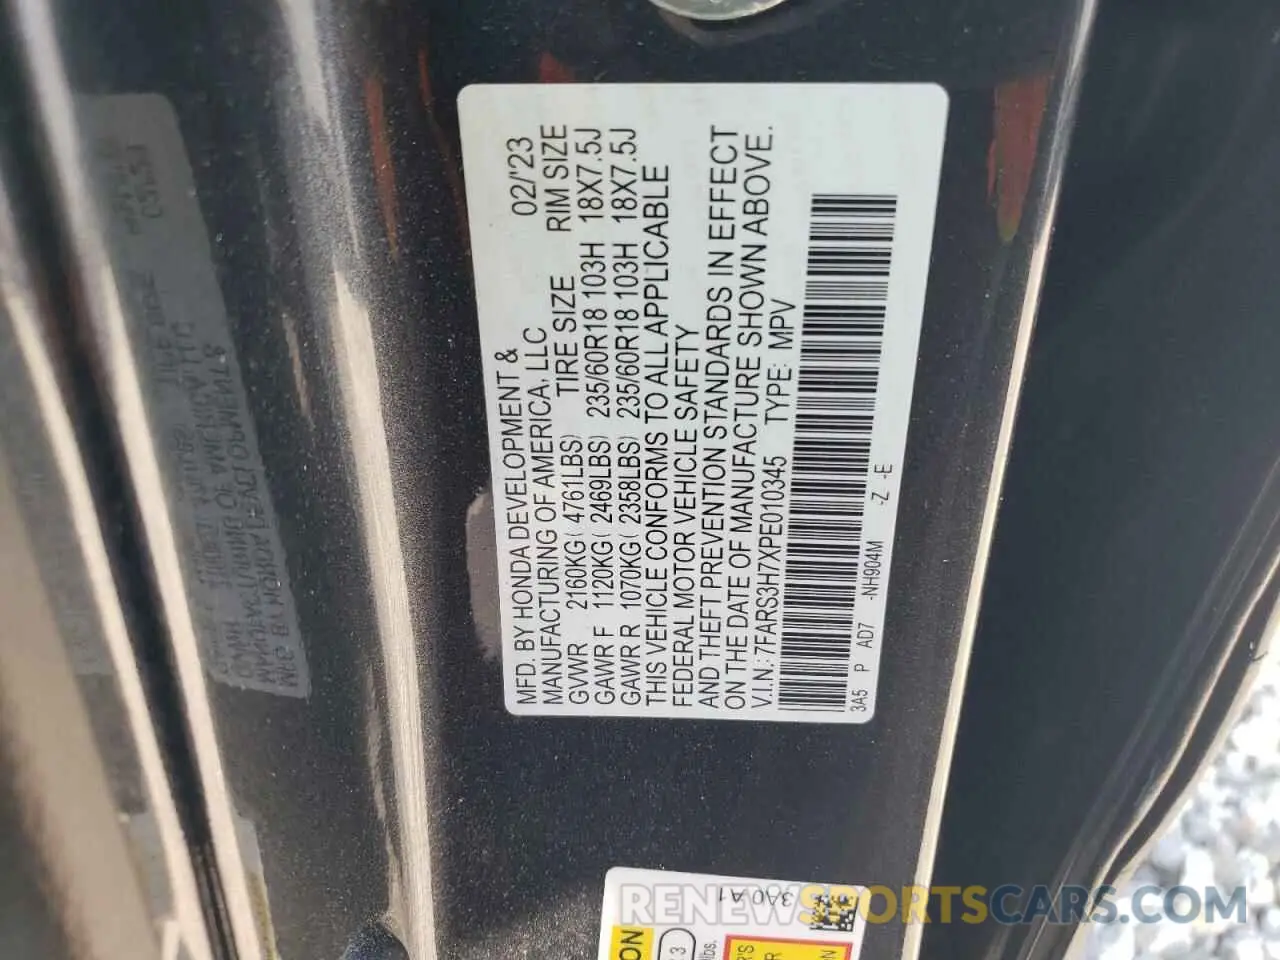 MFD. BY HONDA DEVELOPMENT & 02/'23
MANUFACTURING OF AMERICA, LLC
TIRE SIZE RIM SIZE
GVWR 2160KG( 4761LBS)
GAWR F 1120KG( 2469LBS) 235/60R18 103H 18X7.5J
GAWR R 1070KG( 2358LBS) 235/60R18 103H 18X7.5J
THIS VEHICLE CONFORMS TO ALL APPLICABLE
FEDERAL MOTOR VEHICLE SAFETY
AND THEFT PREVENTION STANDARDS IN EFFECT
ON THE DATE OF MANUFACTURE SHOWN ABOVE.
V.I.N.: 7FARS3H7XPE010345 TYPE: MPV
3A5 P AD7 -NH904M -Z -E
3A0 A1
RENEWSPORTSCARS.COM